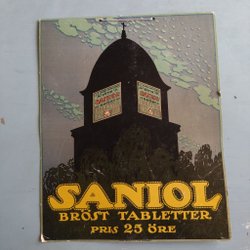 SANIOL
BRÖST TABLETTER
PRIS 25 ÖRE